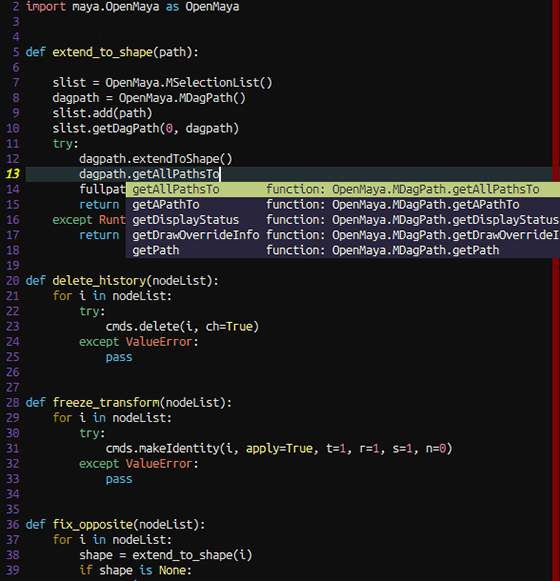 2 import maya.OpenMaya as OpenMaya
3
4
5 def extend_to_shape(path):
6
7     slist = OpenMaya.MSelectionList()
8     dagpath = OpenMaya.MDagPath()
9     slist.add(path)
10     slist.getDagPath(0, dagpath)
11     try:
12         dagpath.extendToShape()
13         dagpath.getAllPathsTo
14         fullpat getAllPathsTo function: OpenMaya.MDagPath.getAllPathsTo
15         return getAPathTo function: OpenMaya.MDagPath.getAPathTo
16     except Runt getDisplayStatus function: OpenMaya.MDagPath.getDisplayStatus
17         return getDrawOverrideInfo function: OpenMaya.MDagPath.getDrawOverrideI
18 getPath function: OpenMaya.MDagPath.getPath
19
20 def delete_history(nodeList):
21     for i in nodeList:
22         try:
23             cmds.delete(i, ch=True)
24         except ValueError:
25             pass
26
27
28 def freeze_transform(nodeList):
29     for i in nodeList:
30         try:
31             cmds.makeIdentity(i, apply=True, t=1, r=1, s=1, n=0)
32         except ValueError:
33             pass
34
35
36 def fix_opposite(nodeList):
37     for i in nodeList:
38         shape = extend_to_shape(i)
39         if shape is None: